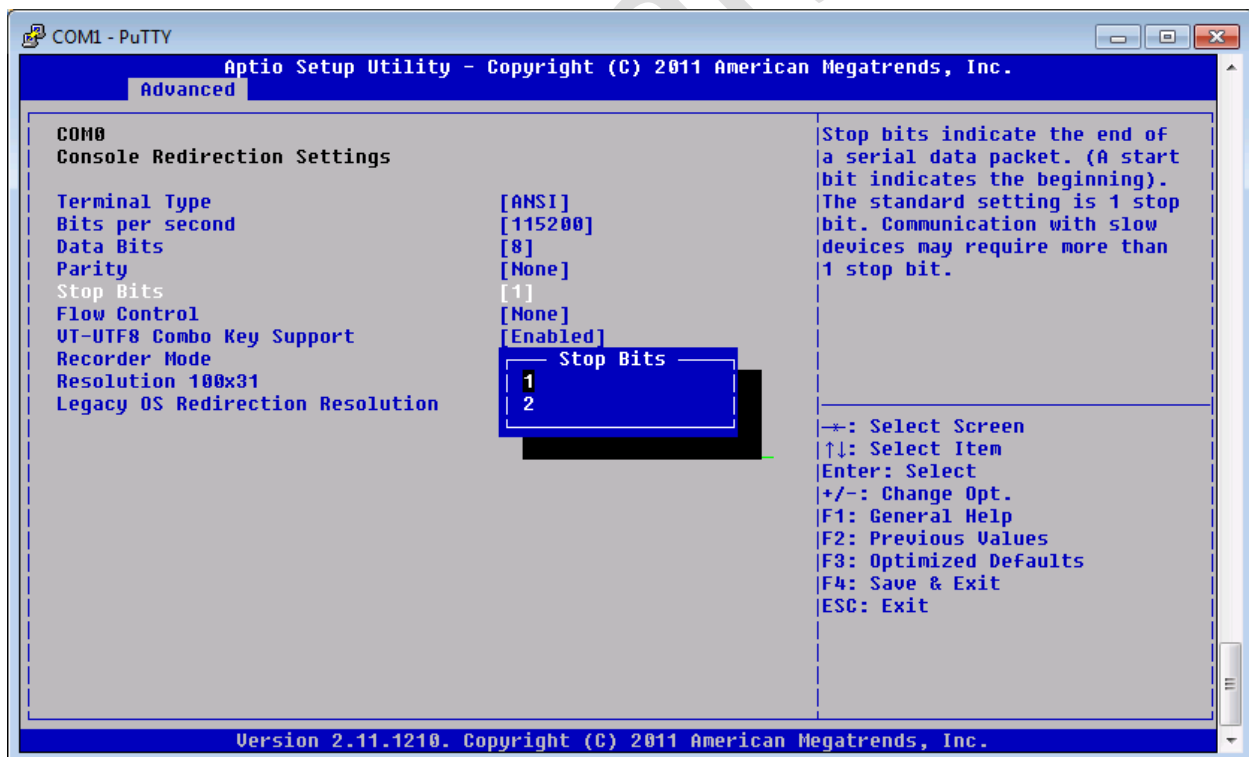 COM1 - PuTTY
Aptio Setup Utility - Copyright (C) 2011 American Megatrends, Inc.
Advanced
COM0
Console Redirection Settings
Terminal Type [ANSI]
Bits per second [115200]
Data Bits [8]
Parity [None]
Stop Bits [1]
Flow Control [None]
VT-UTF8 Combo Key Support [Enabled]
Recorder Mode
Resolution 100x31
Legacy OS Redirection Resolution
Stop Bits
1
2
Stop bits indicate the end of
a serial data packet. (A start
bit indicates the beginning).
The standard setting is 1 stop
bit. Communication with slow
devices may require more than
1 stop bit.
→←: Select Screen
↑↓: Select Item
Enter: Select
+/-: Change Opt.
F1: General Help
F2: Previous Values
F3: Optimized Defaults
F4: Save & Exit
ESC: Exit
Version 2.11.1210. Copyright (C) 2011 American Megatrends, Inc.